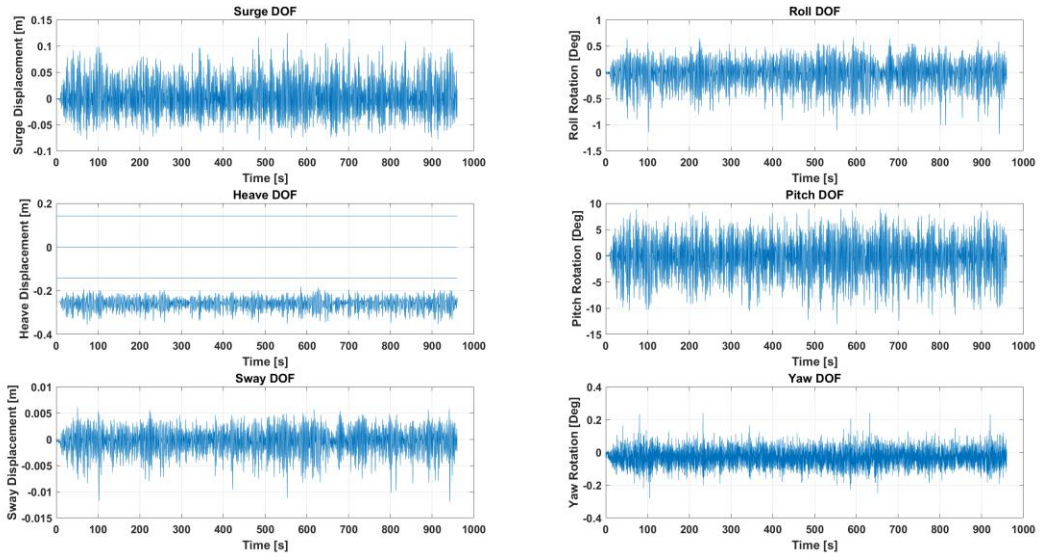 Surge DOF
Surge Displacement [m]
0.15
0.1
0.05
0
-0.05
-0.1
0 100 200 300 400 500 600 700 800 900 1000
Time [s]
Roll DOF
Roll Rotation [Deg]
1
0.5
0
-0.5
-1
-1.5
0 100 200 300 400 500 600 700 800 900 1000
Time [s]
Heave DOF
Heave Displacement [m]
0.2
0
-0.2
-0.4
0 100 200 300 400 500 600 700 800 900 1000
Time [s]
Pitch DOF
Pitch Rotation [Deg]
10
5
0
-5
-10
-15
0 100 200 300 400 500 600 700 800 900 1000
Time [s]
Sway DOF
Sway Displacement [m]
0.01
0.005
0
-0.005
-0.01
-0.015
0 100 200 300 400 500 600 700 800 900 1000
Time [s]
Yaw DOF
Yaw Rotation [Deg]
0.4
0.2
0
-0.2
-0.4
0 100 200 300 400 500 600 700 800 900 1000
Time [s]